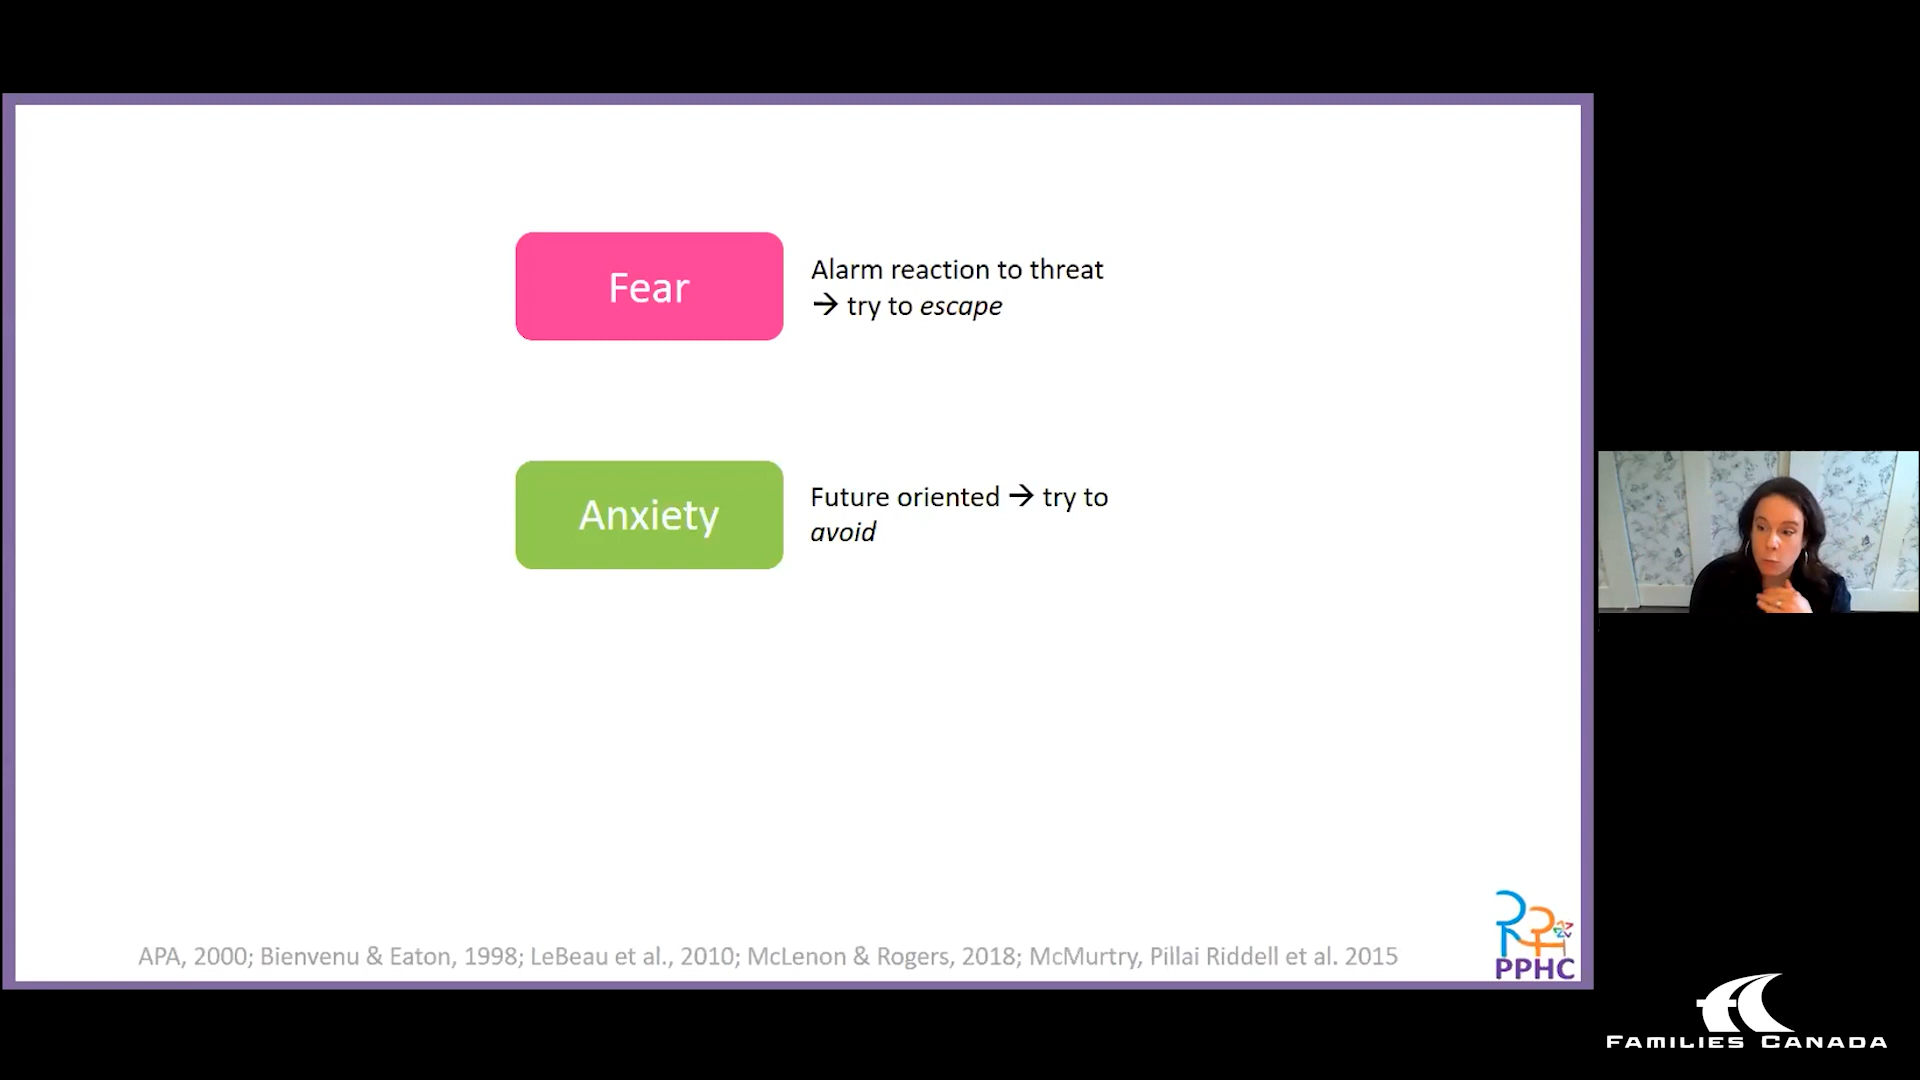 Fear
Alarm reaction to threat
→ try to escape
Anxiety
Future oriented → try to
avoid
APA, 2000; Bienvenu & Eaton, 1998; LeBeau et al., 2010; McLenon & Rogers, 2018; McMurtry, Pillai Riddell et al. 2015
PPHC
FAMILIES CANADA